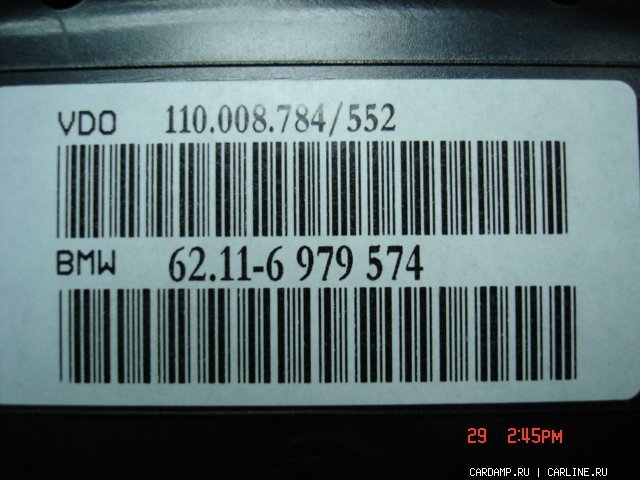 VDO 110.008.784/552
BMW 62.11-6 979 574
29 2:45PM
CARDAMP.RU | CARLINE.RU